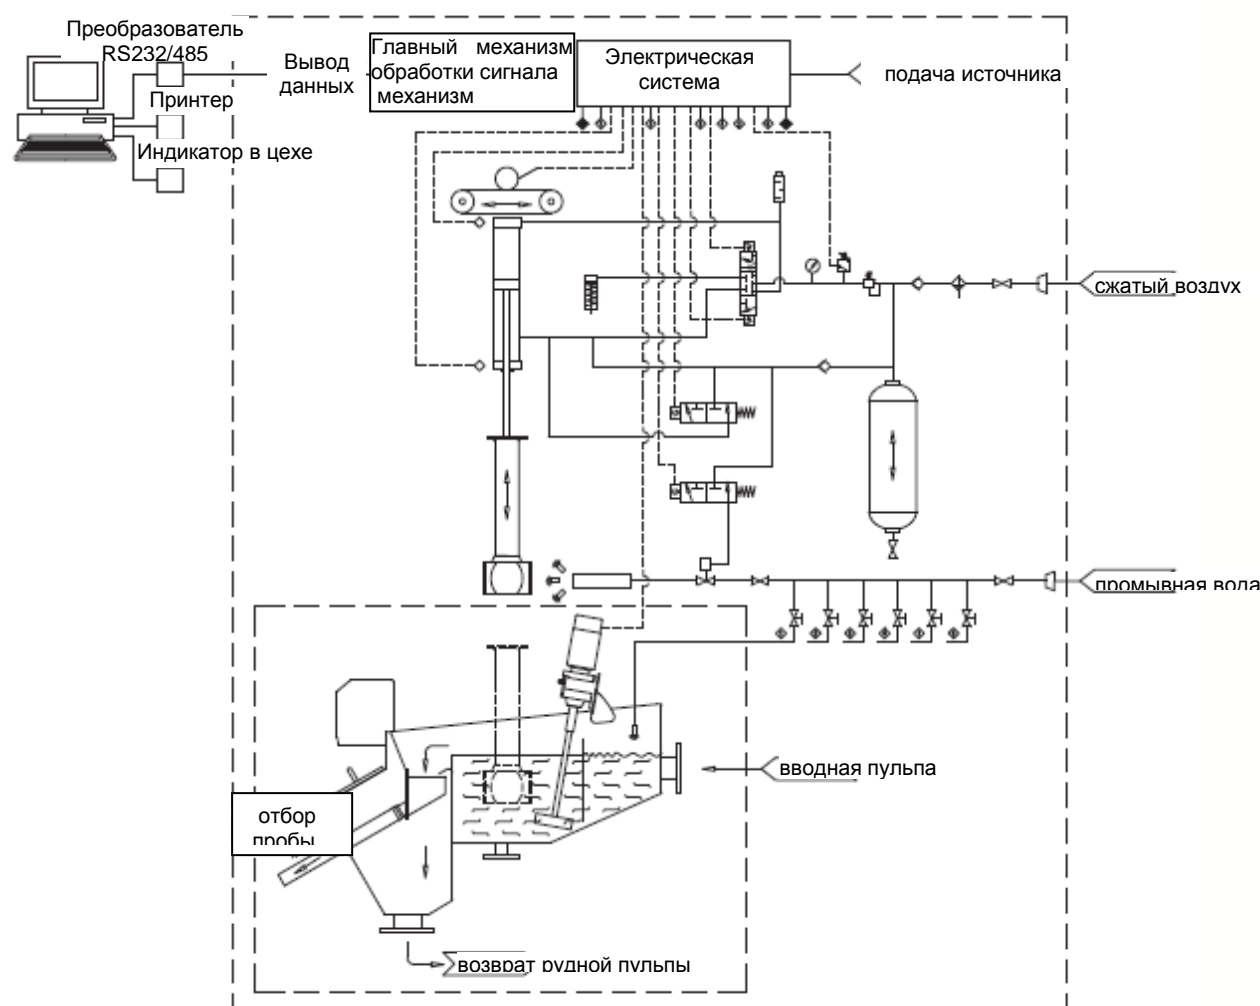 Преобразователь
RS232/485
Вывод
данных
Главный механизм
обработки сигнала
механизм
Электрическая
система
подача источника
Принтер
Индикатор в цехе
сжатый воздух
промывная вода
вводная пульпа
отбор
пробы
возврат рудной пульпы